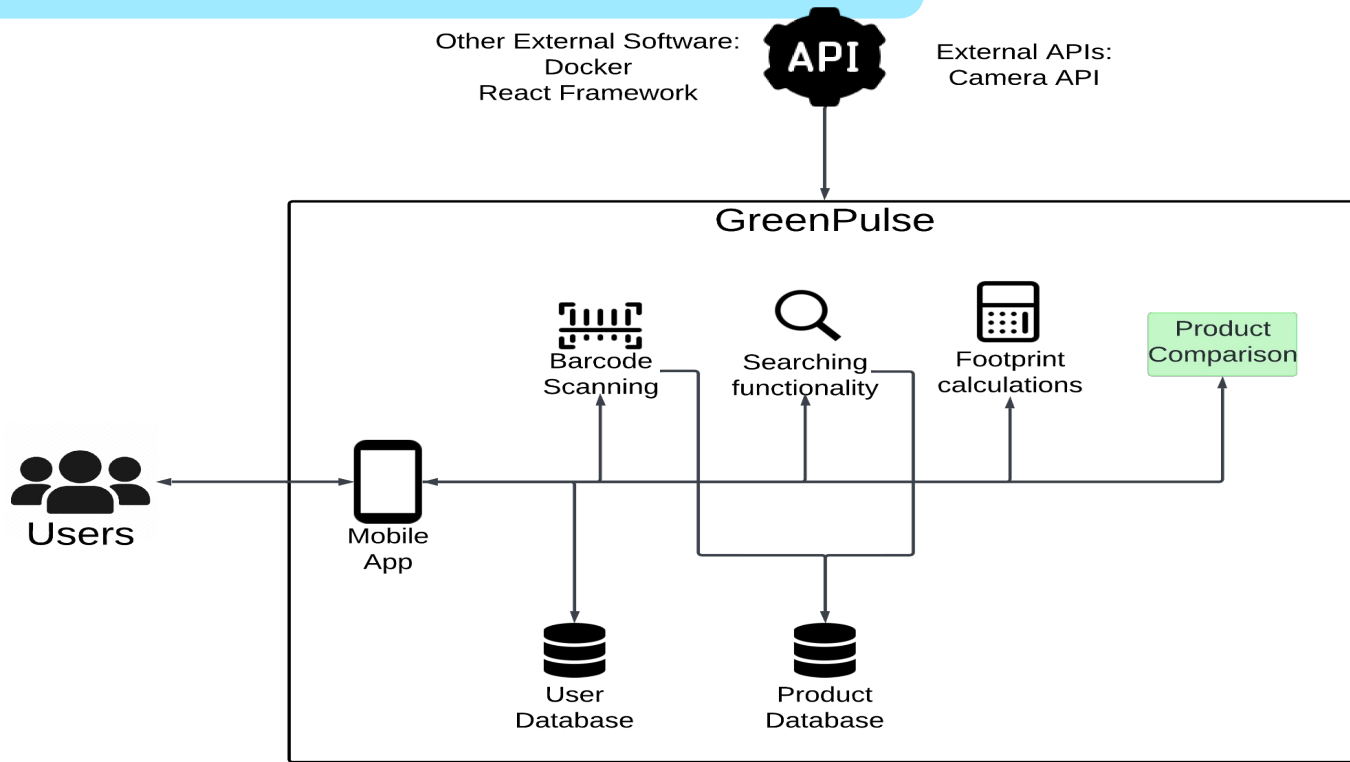 Other External Software:
Docker
React Framework
API
External APIs:
Camera API
GreenPulse
Barcode
Scanning
Searching
functionality
Footprint
calculations
Product
Comparison
Users
Mobile
App
User
Database
Product
Database